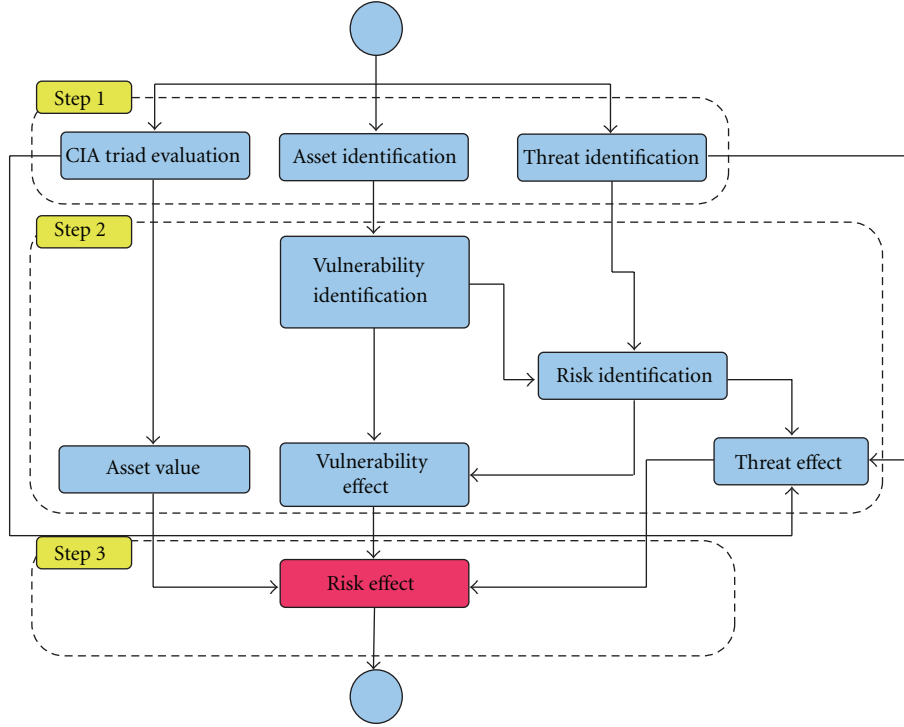 Step 1
CIA triad evaluation
Asset identification
Threat identification
Step 2
Vulnerability
identification
Risk identification
Asset value
Vulnerability
effect
Threat effect
Step 3
Risk effect